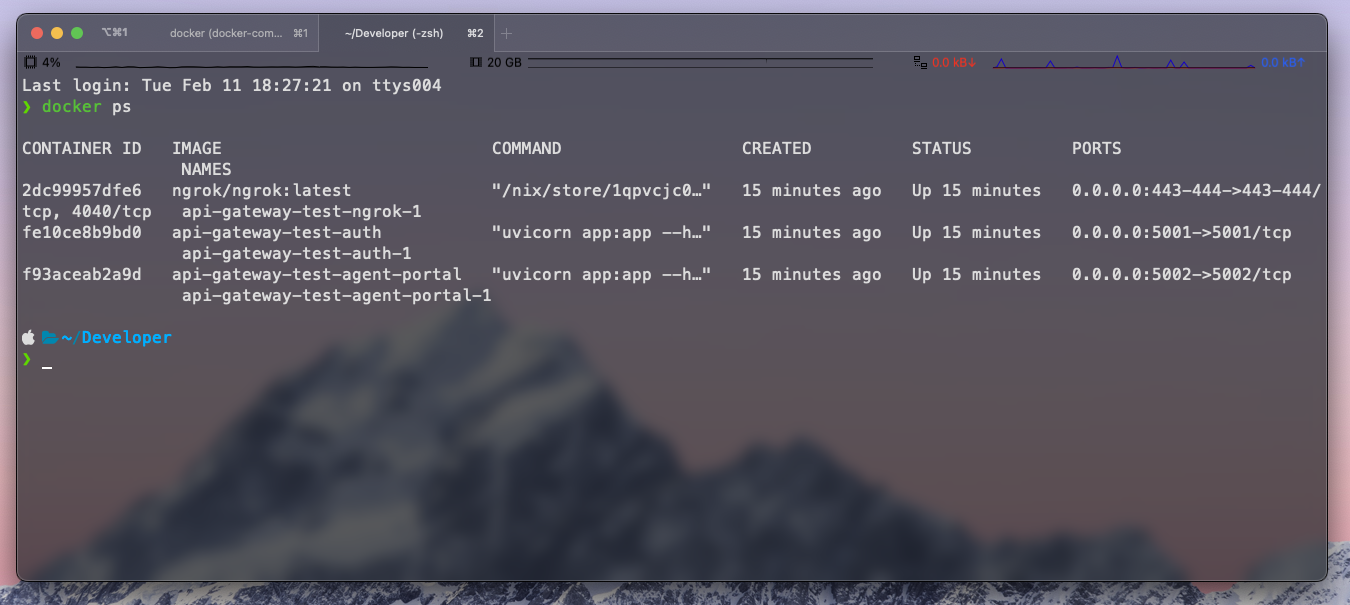 ⌥⌘1 docker (docker-com... ⌘1 ~/Developer (-zsh) ⌘2 +
4% 20 GB 0.0 kB↓ 0.0 kB↑
Last login: Tue Feb 11 18:27:21 on ttys004
❯ docker ps
CONTAINER ID   IMAGE   COMMAND   CREATED   STATUS   PORTS
NAMES
2dc99957dfe6   ngrok/ngrok:latest   "/nix/store/1qpvcjc0…"   15 minutes ago   Up 15 minutes   0.0.0.0:443-444->443-444/
tcp, 4040/tcp   api-gateway-test-ngrok-1
fe10ce8b9bd0   api-gateway-test-auth   "uvicorn app:app --h…"   15 minutes ago   Up 15 minutes   0.0.0.0:5001->5001/tcp
api-gateway-test-auth-1
f93aceab2a9d   api-gateway-test-agent-portal   "uvicorn app:app --h…"   15 minutes ago   Up 15 minutes   0.0.0.0:5002->5002/tcp
api-gateway-test-agent-portal-1
~/Developer
❯ _